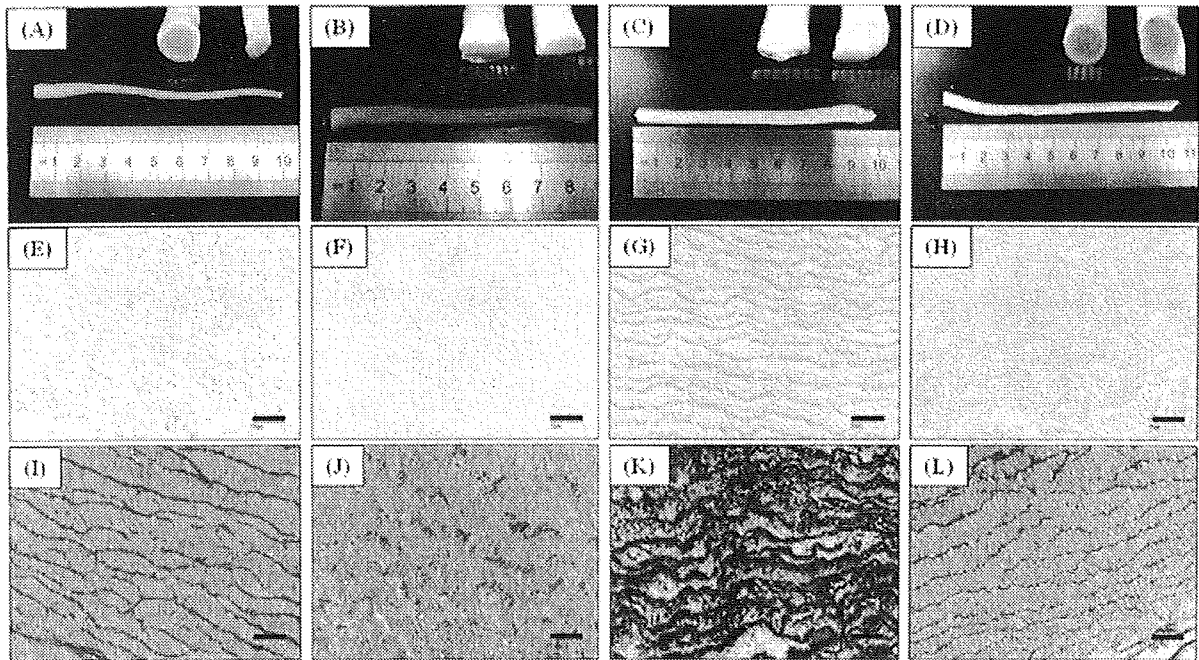 (A) (B) (C) (D)
1 2 3 4 5 6 7 8 9 10
1 2 3 4 5 6 7 8
1 2 3 4 5 6 7 8 9 10
1 2 3 4 5 6 7 8 9 10 11
(E) (F) (G) (H)
(I) (J) (K) (L)